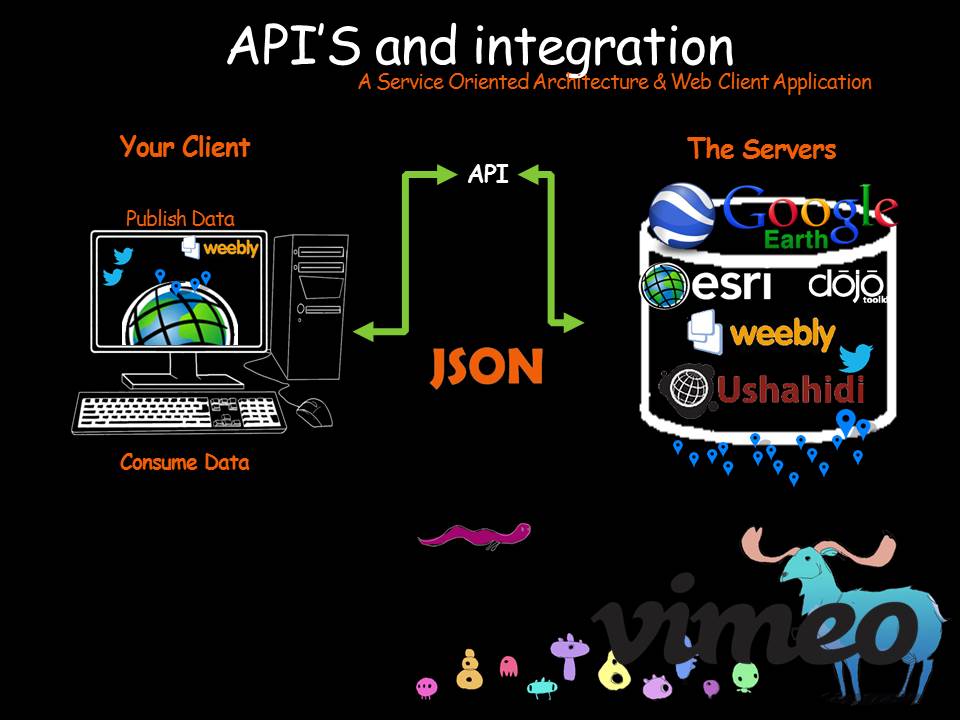 API’S and integration
A Service Oriented Architecture & Web Client Application
Your Client
The Servers
API
Publish Data
weebly
Google
Earth
esri
dōjō
toolkit
weebly
JSON
Ushahidi
Consume Data
vimeo